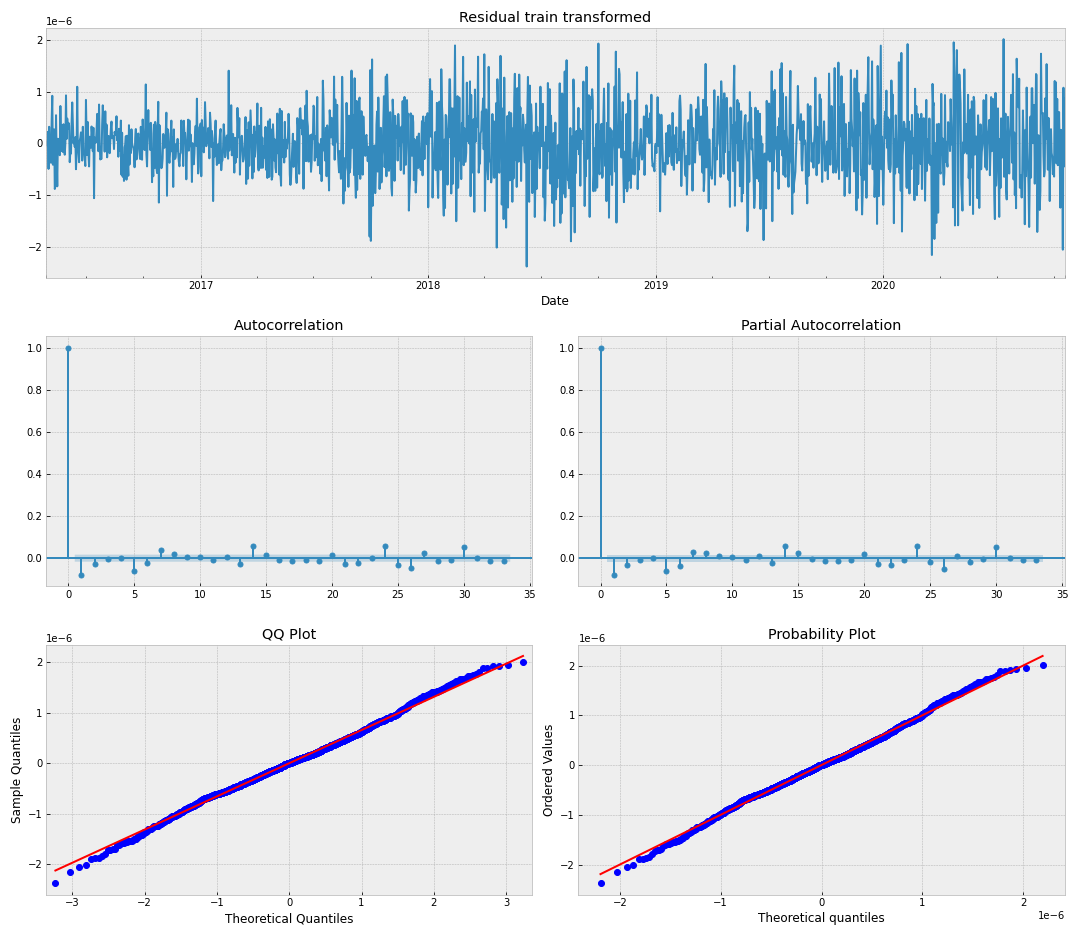 Residual train transformed
1e−6
2
1
0
−1
−2
2017 2018 2019 2020
Date
Autocorrelation
1.0
0.8
0.6
0.4
0.2
0.0
0 5 10 15 20 25 30 35
Partial Autocorrelation
1.0
0.8
0.6
0.4
0.2
0.0
0 5 10 15 20 25 30 35
QQ Plot
1e−6
2
1
0
−1
−2
Sample Quantiles
−3 −2 −1 0 1 2 3
Theoretical Quantiles
Probability Plot
1e−6
2
1
0
−1
−2
Ordered Values
−2 −1 0 1 2
1e−6
Theoretical quantiles